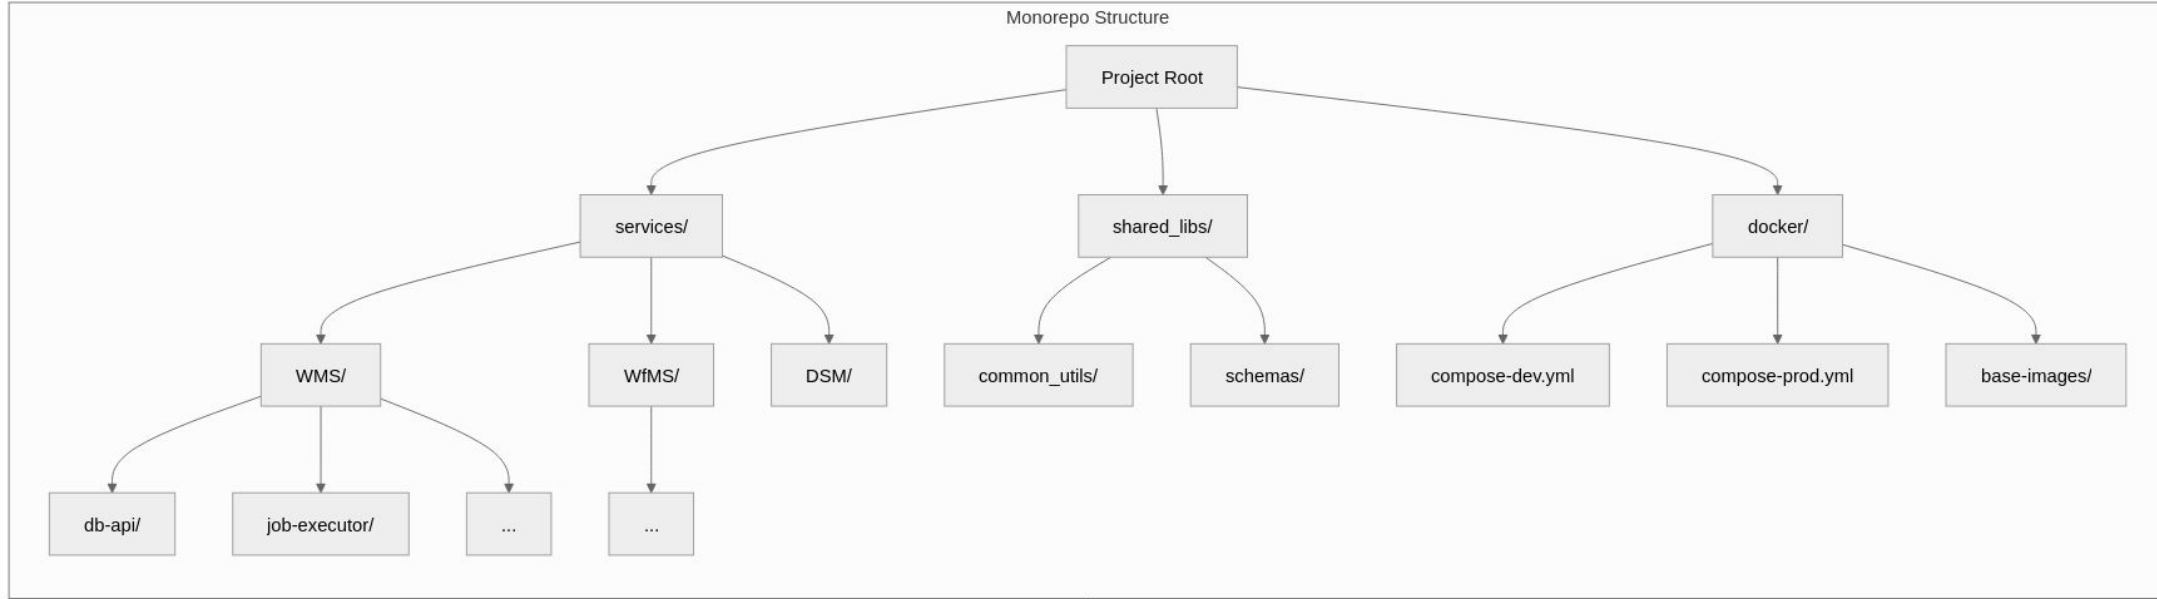 Monorepo Structure
Project Root
services/
shared_libs/
docker/
WMS/
WfMS/
DSM/
common_utils/
schemas/
compose-dev.yml
compose-prod.yml
base-images/
db-api/
job-executor/
...
...